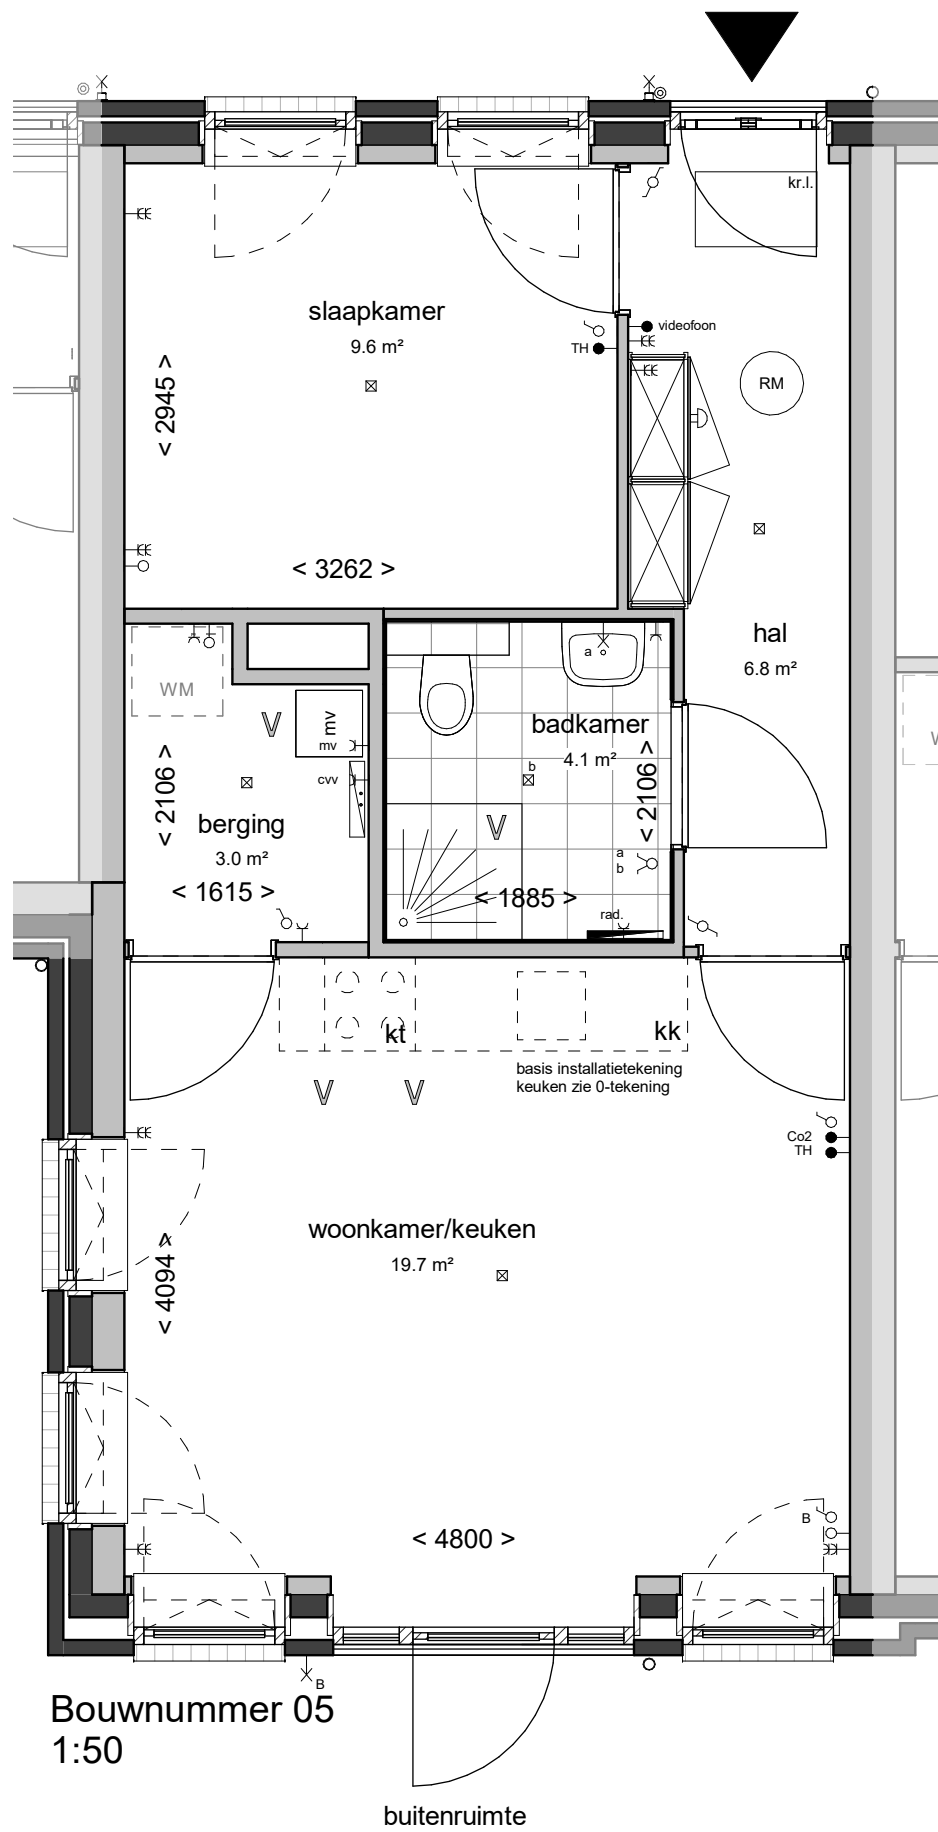 kr.l.
slaapkamer
9.6 m²
videofoon
TH
< 2945 >
RM
< 3262 >
hal
6.8 m²
WM
a
mv
mv
badkamer
4.1 m²
b
cvv
< 2106 >
< 2106 >
berging
3.0 m²
a
b
< 1615 >
< 1885 >
rad.
kt
kk
basis installatietekening
keuken zie 0-tekening
Co2
TH
woonkamer/keuken
19.7 m²
< 4094 >
B
< 4800 >
B
Bouwnummer 05
1:50
buitenruimte